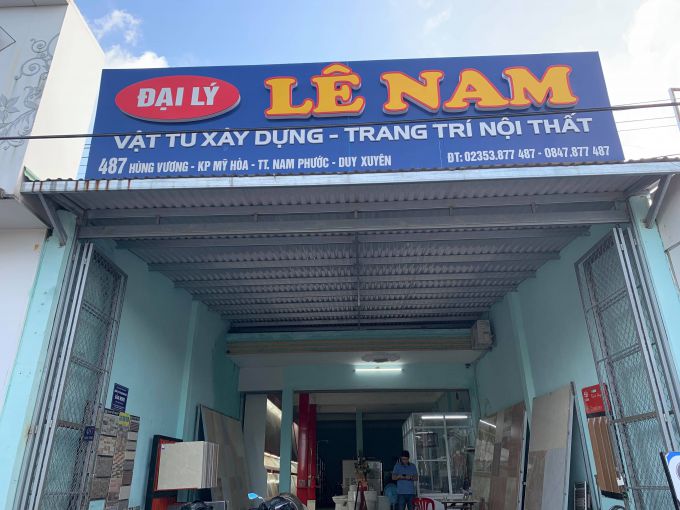 ĐẠI LÝ
LÊ NAM
VẬT TƯ XÂY DỰNG - TRANG TRÍ NỘI THẤT
487 HÙNG VƯƠNG - KP MỸ HÒA - TT. NAM PHƯỚC - DUY XUYÊN
ĐT: 02353.877 487 - 0847.877 487